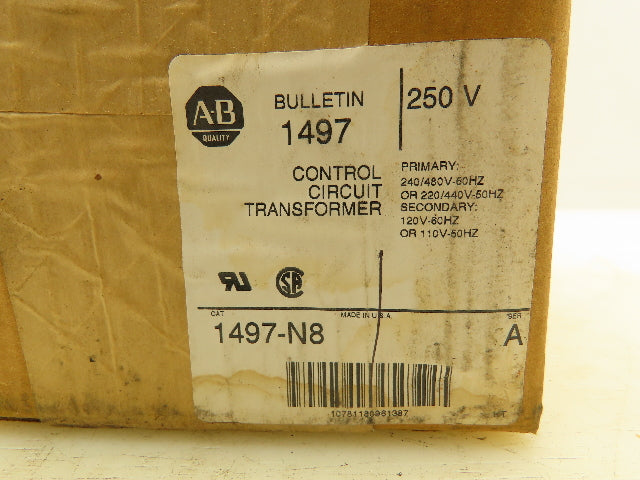 A-B
QUALITY
BULLETIN
1497
250 V
CONTROL
CIRCUIT
TRANSFORMER
PRIMARY:
240/480V-60HZ
OR 220/440V-50HZ
SECONDARY:
120V-60HZ
OR 110V-50HZ
CAT
MADE IN U.S.A.
SER
1497-N8
A